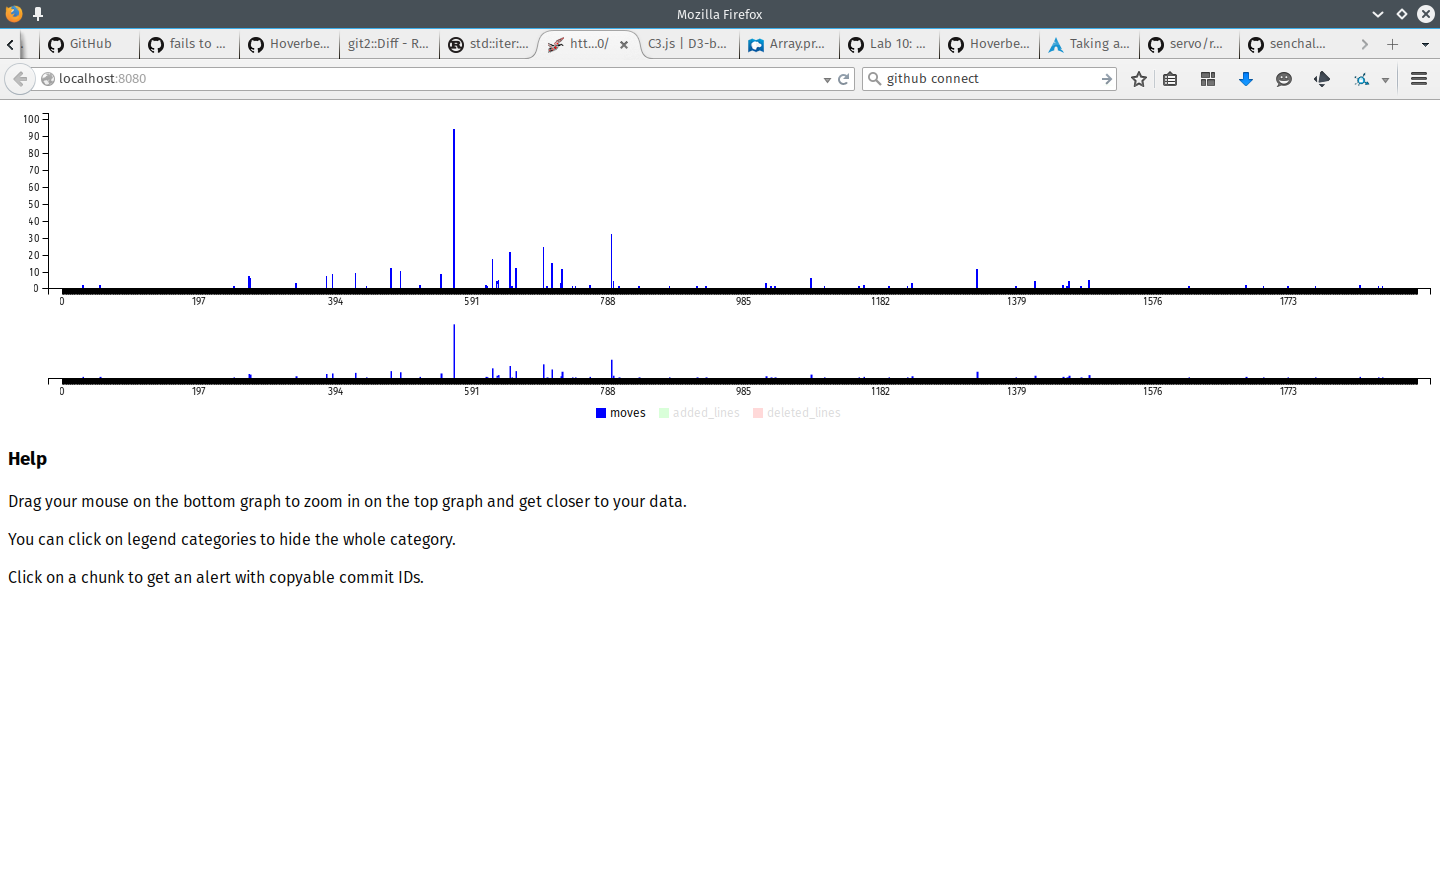 Mozilla Firefox
GitHub
fails to ...
Hoverbe...
git2::Diff - R...
std::iter:...
htt...0/
C3.js | D3-b...
Array.pr...
Lab 10: ...
Hoverbe...
Taking a...
servo/r...
senchal...
localhost:8080
github connect
100
90
80
70
60
50
40
30
20
10
0
0 197 394 591 788 985 1182 1379 1576 1773
0 197 394 591 788 985 1182 1379 1576 1773
moves added_lines deleted_lines
Help
Drag your mouse on the bottom graph to zoom in on the top graph and get closer to your data.
You can click on legend categories to hide the whole category.
Click on a chunk to get an alert with copyable commit IDs.